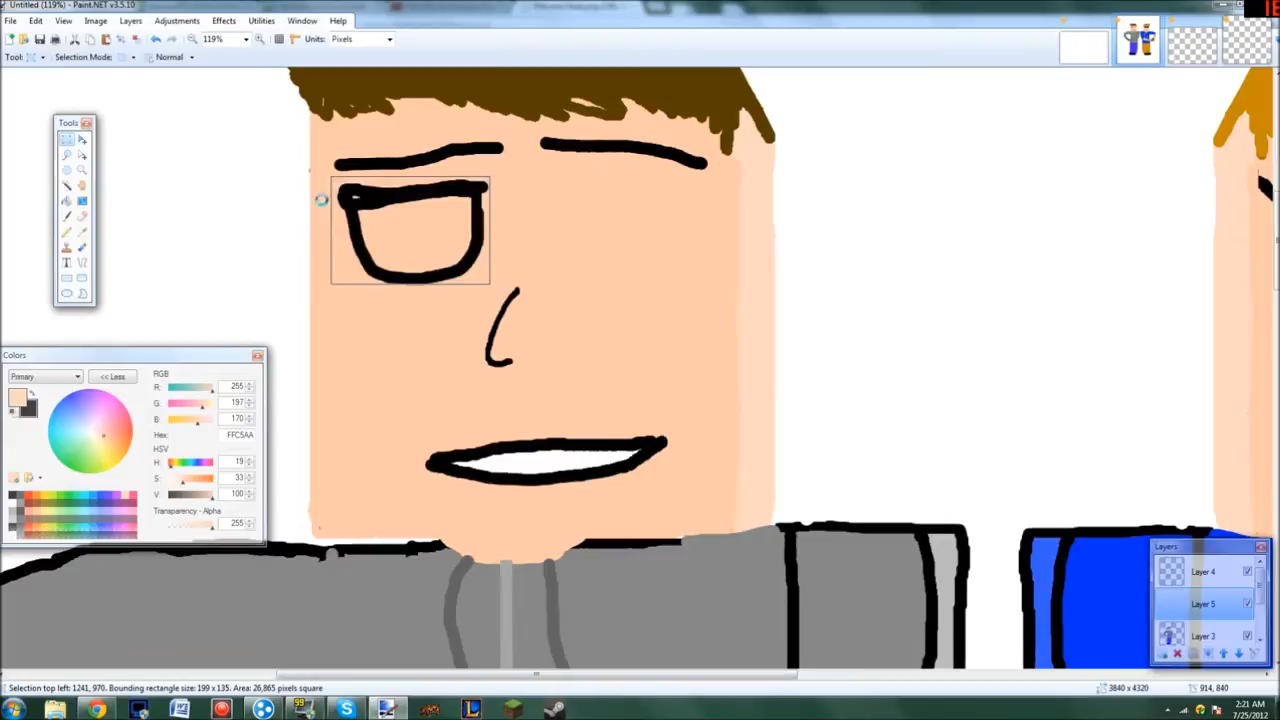 Untitled (119%) - Paint.NET v3.5.10
File Edit View Image Layers Adjustments Effects Utilities Window Help
119% Units: Pixels
Tool: Selection Mode: Normal
Tools
Colors
Primary << Less RGB
R: 255
G: 197
B: 170
Hex: FFC5AA
HSV
H: 19
S: 33
V: 100
Transparency - Alpha
255
Layers
Layer 4
Layer 5
Layer 3
Selection top left: 1241, 970. Bounding rectangle size: 199 x 135. Area: 26,865 pixels square
3840 x 4320 914, 840
99
2:21 AM
7/25/2012